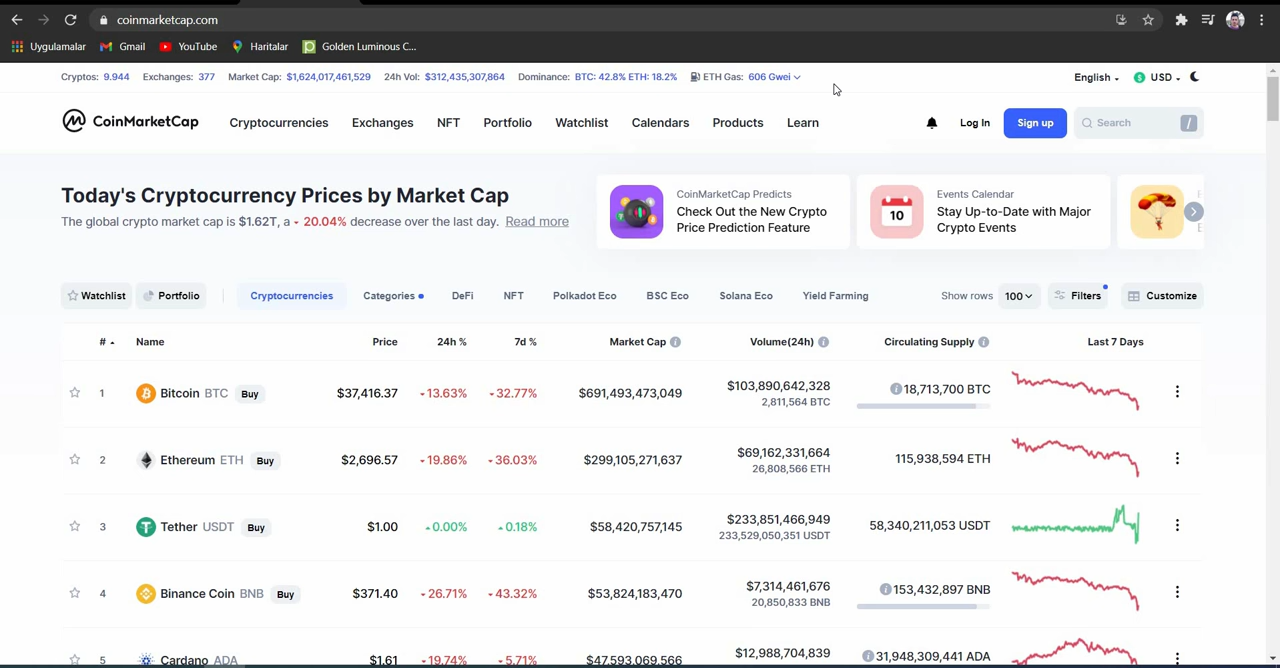 coinmarketcap.com
Uygulamalar Gmail YouTube Haritalar Golden Luminous C...
Cryptos: 9.944 Exchanges: 377 Market Cap: $1,624,017,461,529 24h Vol: $312,435,307,864 Dominance: BTC: 42.8% ETH: 18.2% ETH Gas: 606 Gwei English USD
CoinMarketCap Cryptocurrencies Exchanges NFT Portfolio Watchlist Calendars Products Learn Log In Sign up Search /
Today's Cryptocurrency Prices by Market Cap
The global crypto market cap is $1.62T, a 20.04% decrease over the last day. Read more
CoinMarketCap Predicts
Check Out the New Crypto
Price Prediction Feature
10
Events Calendar
Stay Up-to-Date with Major
Crypto Events
Watchlist Portfolio Cryptocurrencies Categories DeFi NFT Polkadot Eco BSC Eco Solana Eco Yield Farming Show rows 100 Filters Customize
# Name Price 24h % 7d % Market Cap Volume(24h) Circulating Supply Last 7 Days
1 Bitcoin BTC Buy $37,416.37 13.63% 32.77% $691,493,473,049 $103,890,642,328 18,713,700 BTC
2,811,564 BTC
2 Ethereum ETH Buy $2,696.57 19.86% 36.03% $299,105,271,637 $69,162,331,664 115,938,594 ETH
26,808,566 ETH
3 Tether USDT Buy $1.00 0.00% 0.18% $58,420,757,145 $233,851,466,949 58,340,211,053 USDT
233,529,050,351 USDT
4 Binance Coin BNB Buy $371.40 26.71% 43.32% $53,824,183,470 $7,314,461,676 153,432,897 BNB
20,850,833 BNB
5 Cardano ADA $1.61 19.74% 5.71% $47,593,069,566 $12,988,704,839 31,948,309,441 ADA